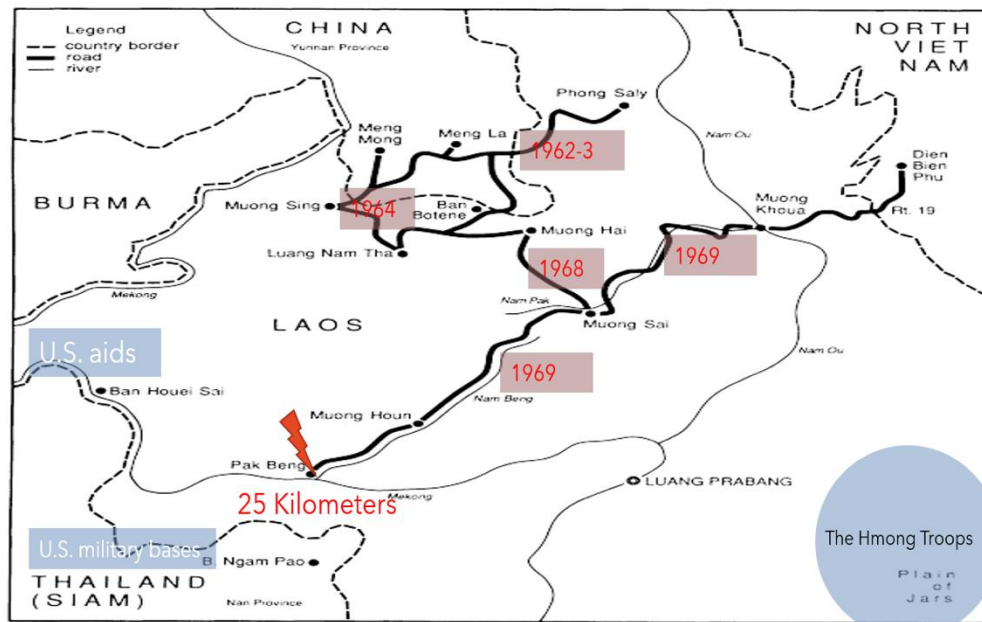 Legend
country border
road
river
CHINA
Yunnan Province
NORTH
VIET
NAM
Phong Saly
Meng
Mong
Meng La
1962-3
Nam Ou
Dien
Bien
Phu
BURMA
Muong Sing
1964
Ban
Botene
Muong
Khoua
Rt. 19
Luang Nam Tha
Muong Hai
1968
1969
Mekong
Nam Pak
LAOS
Muong Sai
U.S. aids
Nam Ou
1969
Ban Houei Sai
Nam Beng
Muong Houn
Pak Beng
25 Kilometers
Mekong
LUANG PRABANG
U.S. military bases
The Hmong Troops
B. Ngam Pao
THAILAND
(SIAM)
Nan Province
Plain
of
Jars